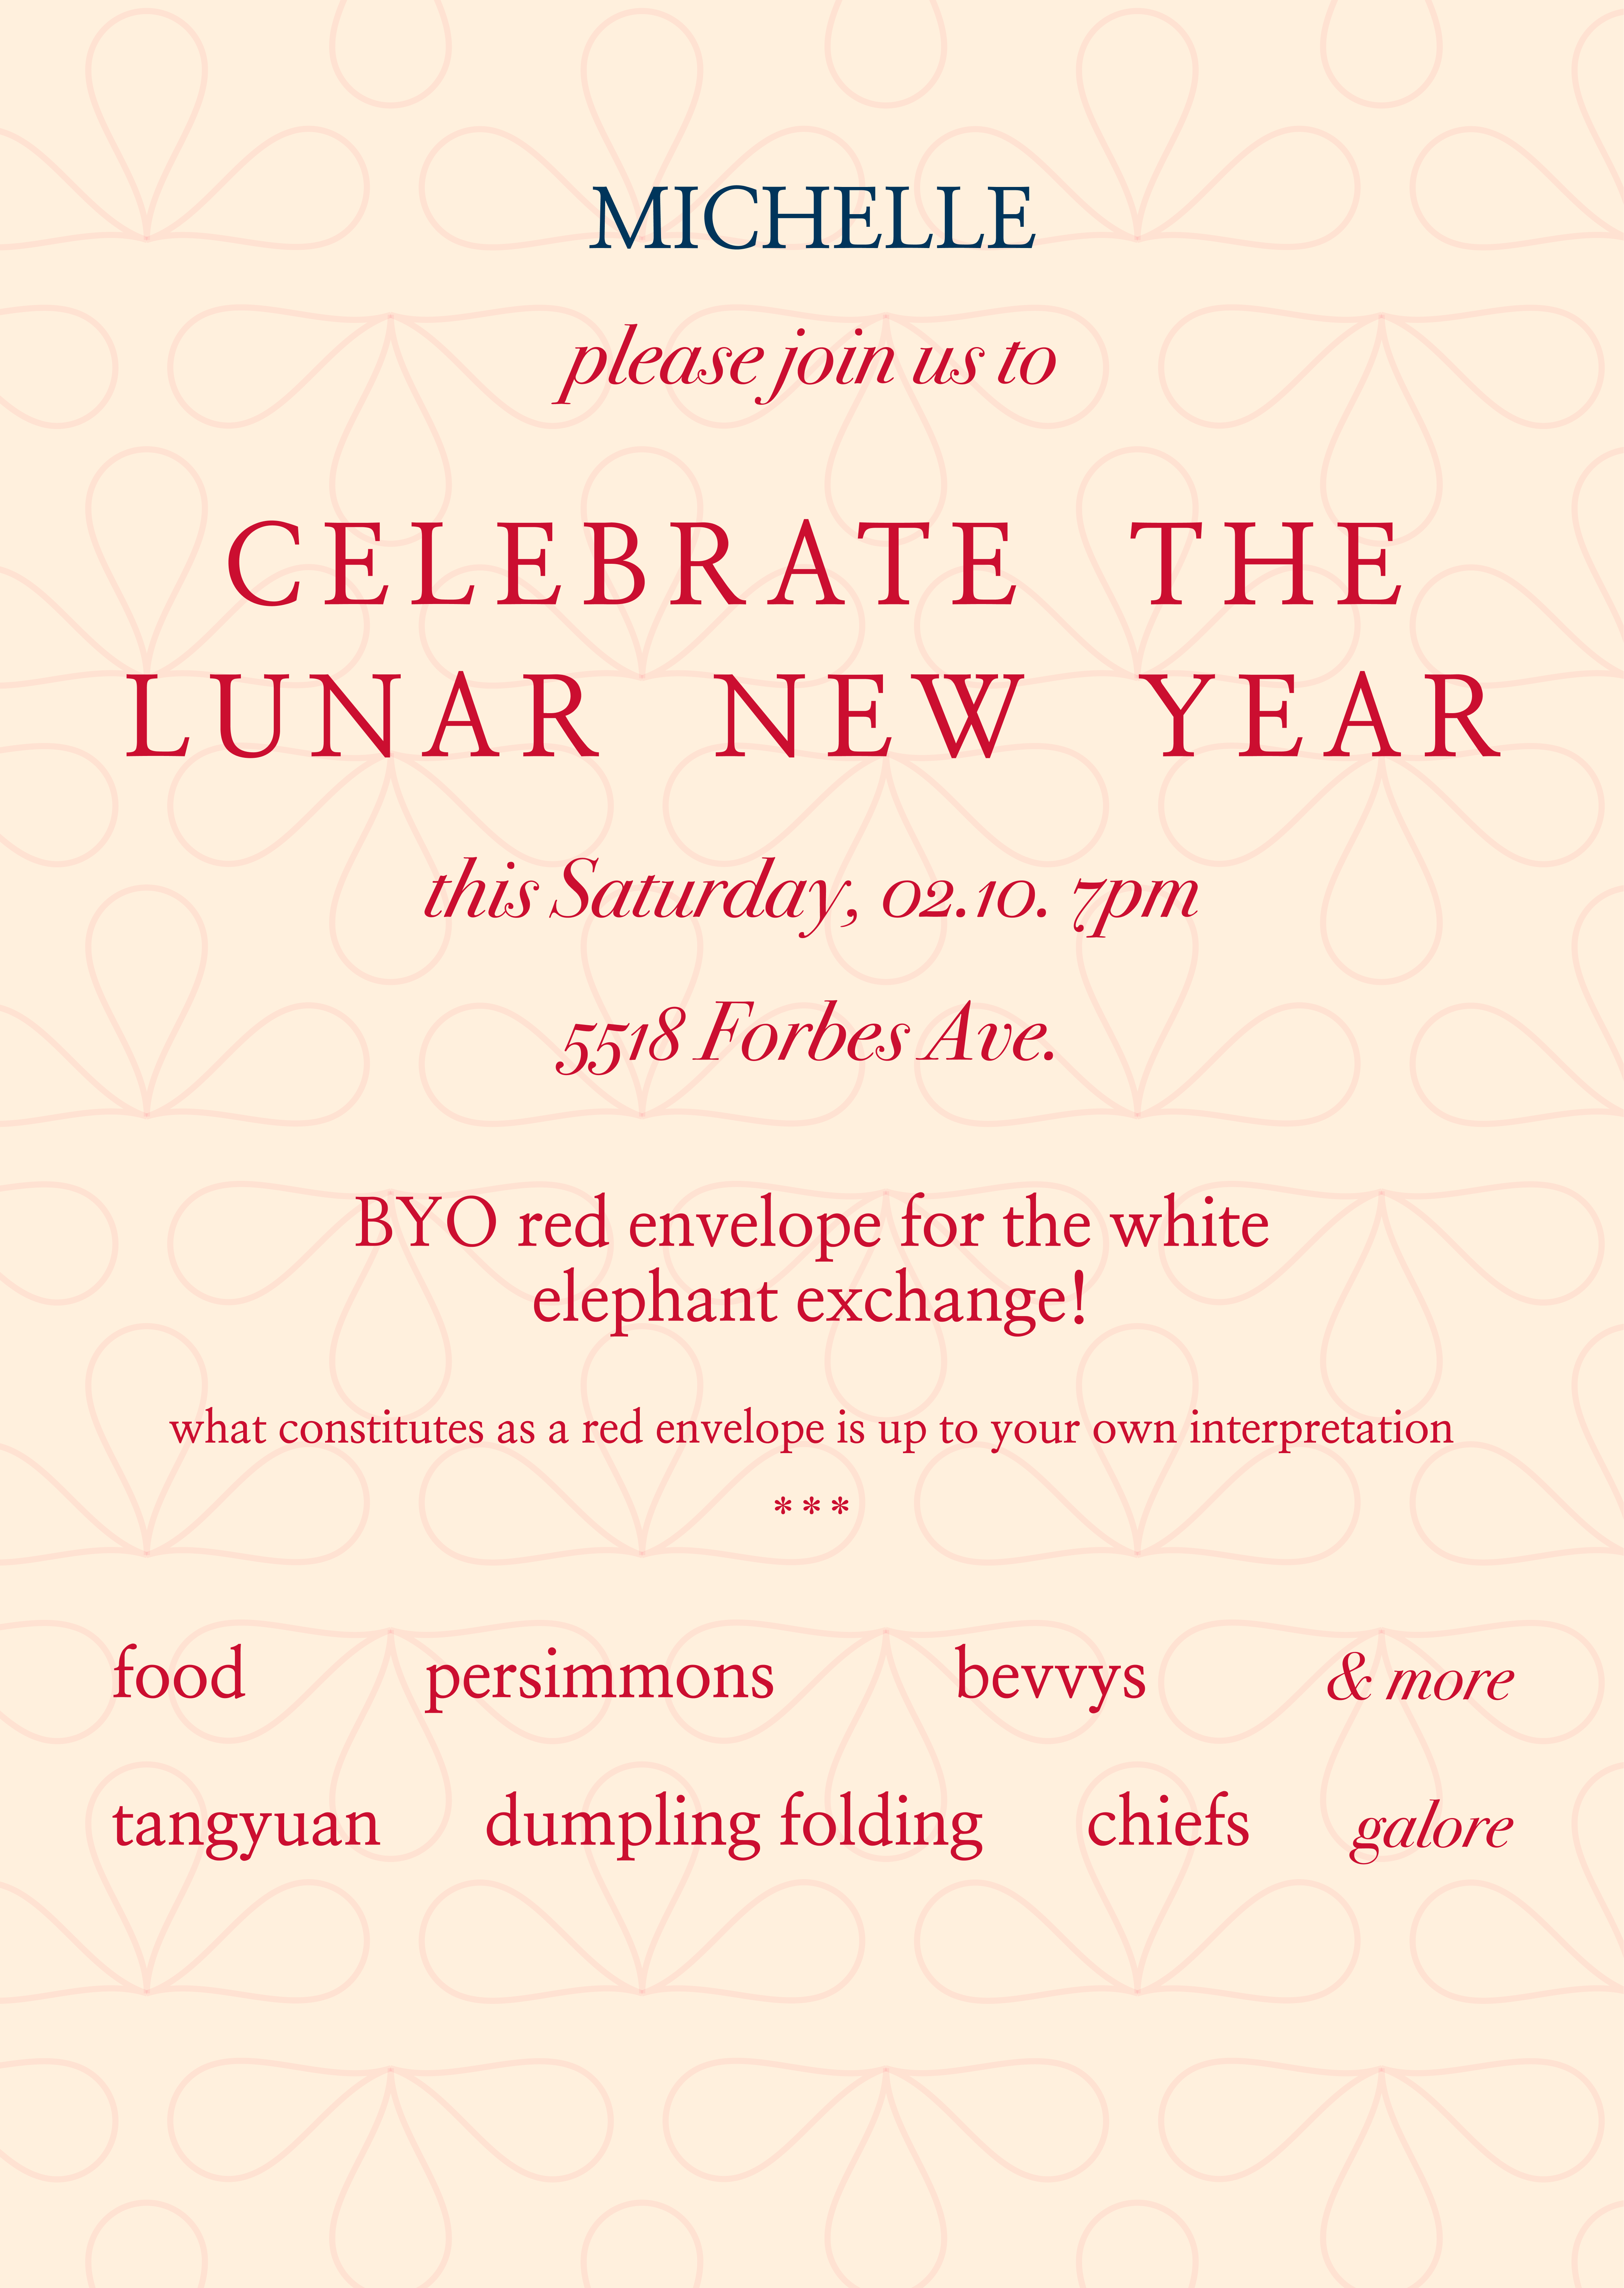 MICHELLE
please join us to
CELEBRATE THE
LUNAR NEW YEAR
this Saturday, 02.10. 7pm
5518 Forbes Ave.
BYO red envelope for the white
elephant exchange!
what constitutes as a red envelope is up to your own interpretation
***
food persimmons bevvys & more
tangyuan dumpling folding chiefs galore